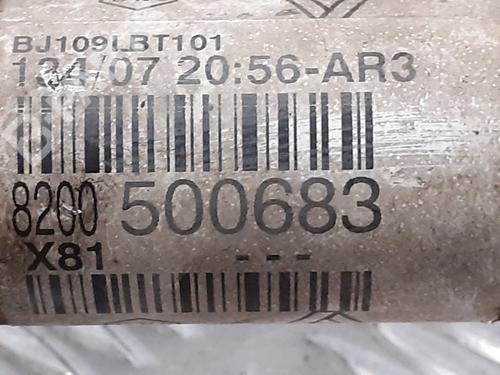 BJ109LBT101
134/07 20:56-AR3
8200 500683
X81 ---